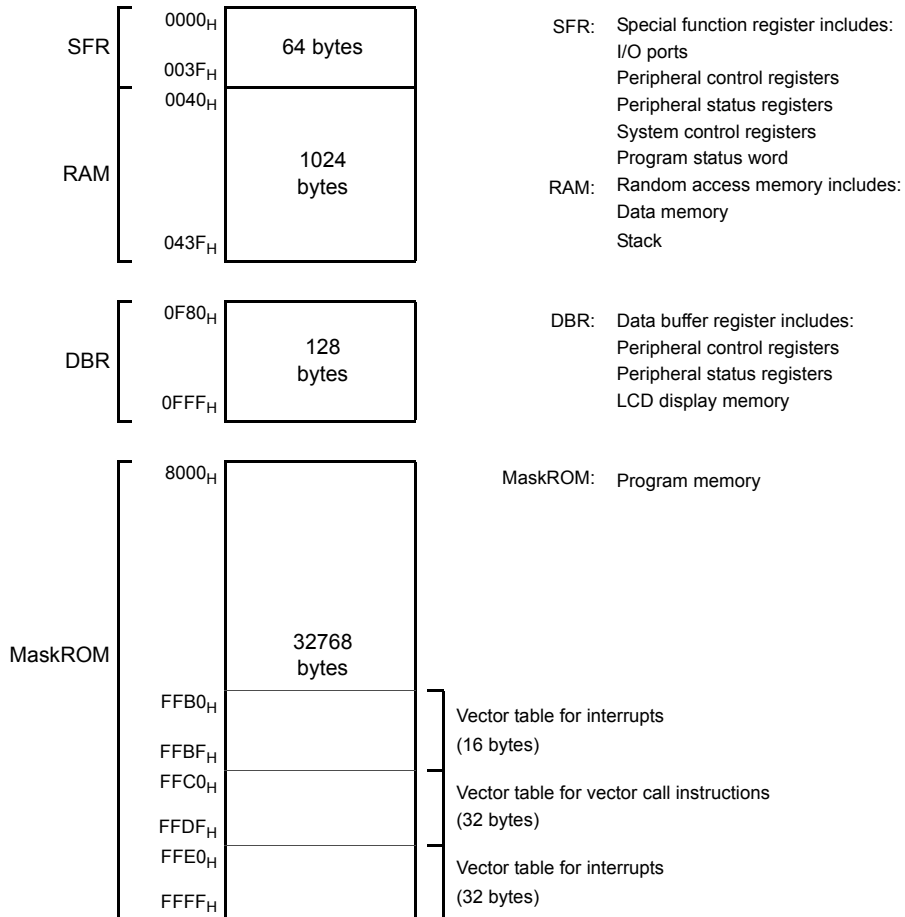 0000H
SFR
64 bytes
003FH
0040H
RAM
1024
bytes
043FH
SFR: Special function register includes:
I/O ports
Peripheral control registers
Peripheral status registers
System control registers
Program status word
RAM: Random access memory includes:
Data memory
Stack
0F80H
DBR
128
bytes
0FFFH
DBR: Data buffer register includes:
Peripheral control registers
Peripheral status registers
LCD display memory
8000H
MaskROM: Program memory
MaskROM
32768
bytes
FFB0H
Vector table for interrupts
(16 bytes)
FFBFH
FFC0H
Vector table for vector call instructions
(32 bytes)
FFDFH
FFE0H
Vector table for interrupts
(32 bytes)
FFFFH